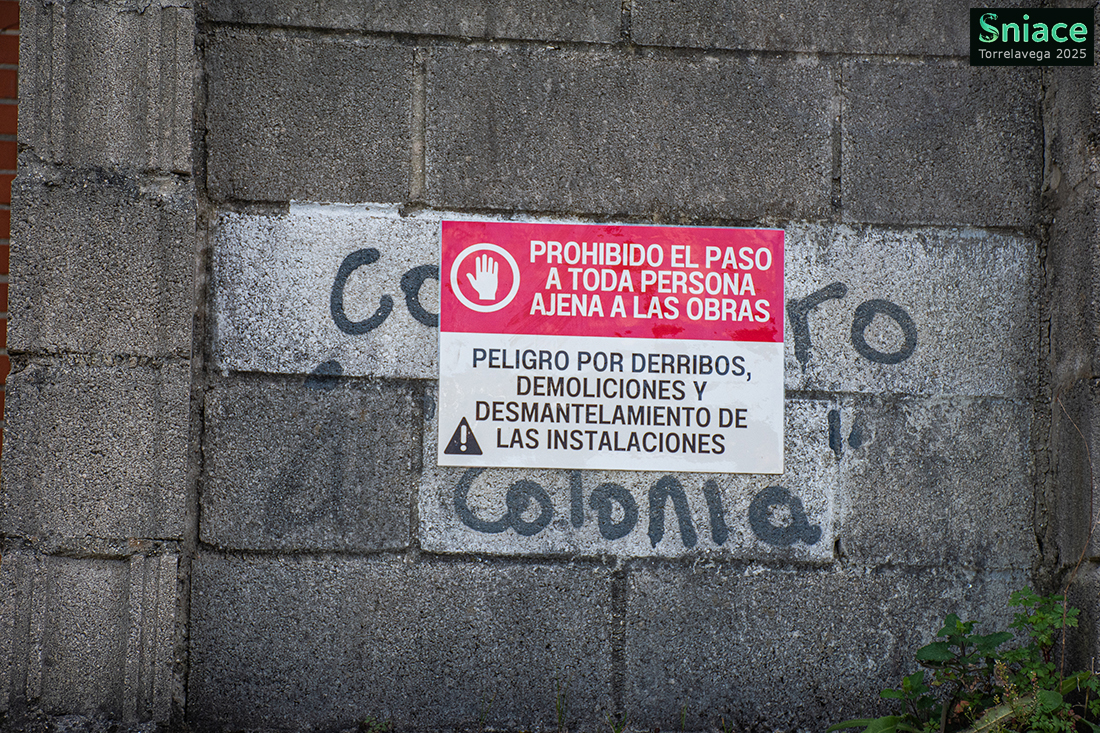 Sniace
Torrelavega 2025
PROHIBIDO EL PASO
A TODA PERSONA
AJENA A LAS OBRAS
PELIGRO POR DERRIBOS,
DEMOLICIONES Y
DESMANTELAMIENTO DE
LAS INSTALACIONES
Colonia